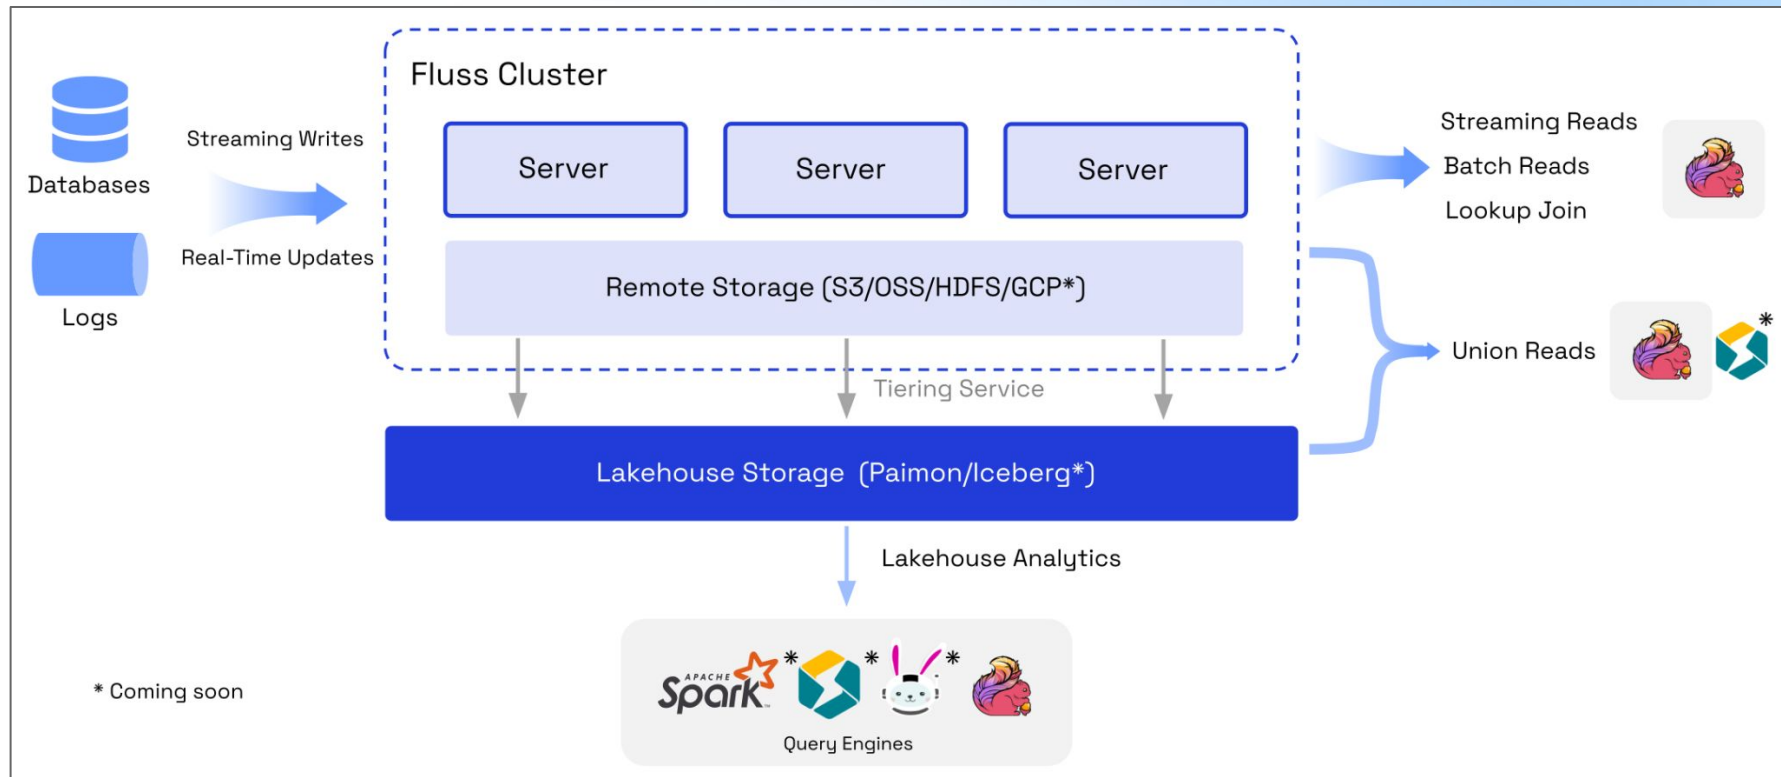 Fluss Cluster
Databases
Logs
Streaming Writes
Real-Time Updates
Server
Server
Server
Remote Storage (S3/OSS/HDFS/GCP*)
Tiering Service
Lakehouse Storage (Paimon/Iceberg*)
Streaming Reads
Batch Reads
Lookup Join
Union Reads
*
Lakehouse Analytics
APACHE
Spark™
*
*
*
Query Engines
* Coming soon